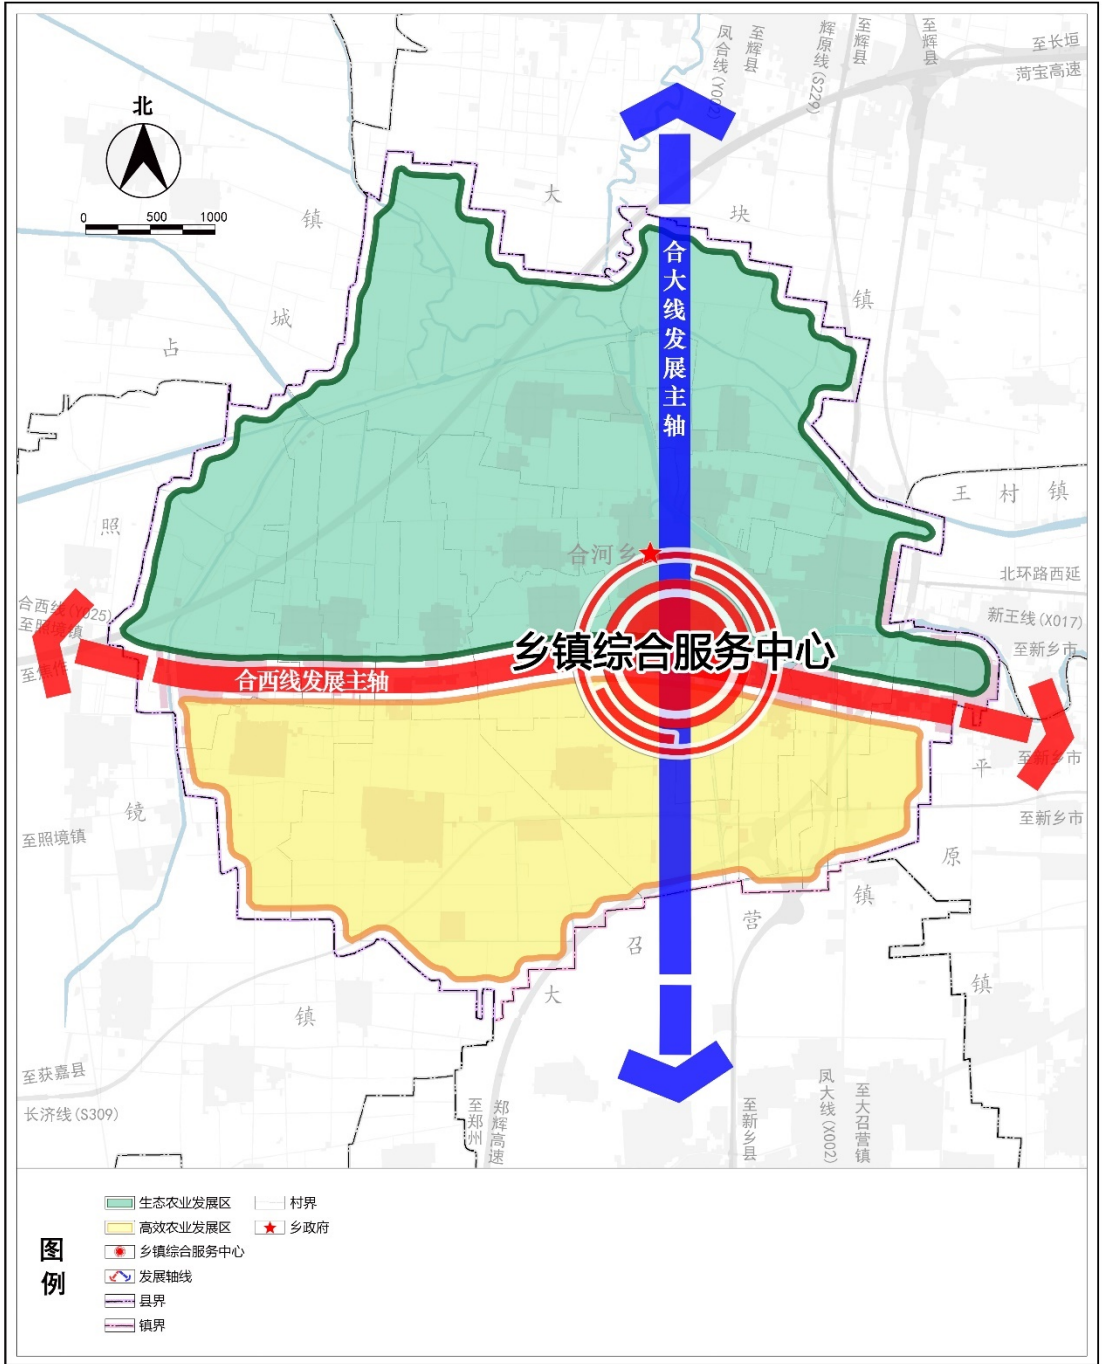 北
0 500 1000
凤合线(Y002)
至辉县
辉原线(S229)
至辉县
至辉县
至长垣
菏宝高速
大块镇
占城镇
合大线发展主轴
王村镇
合河乡
北环路西延
新王线(X017)
至新乡市
合西线(Y025)
至照境镇
至焦作
乡镇综合服务中心
合西线发展主轴
照镜镇
至新乡市
至照境镇
至新乡市
平原镇
大召营镇
至获嘉县
长济线(S309)
至郑州
郑辉高速
至新乡县
凤大线(X002)
至大召营镇
图例
生态农业发展区
高效农业发展区
乡镇综合服务中心
发展轴线
县界
镇界
村界
乡政府